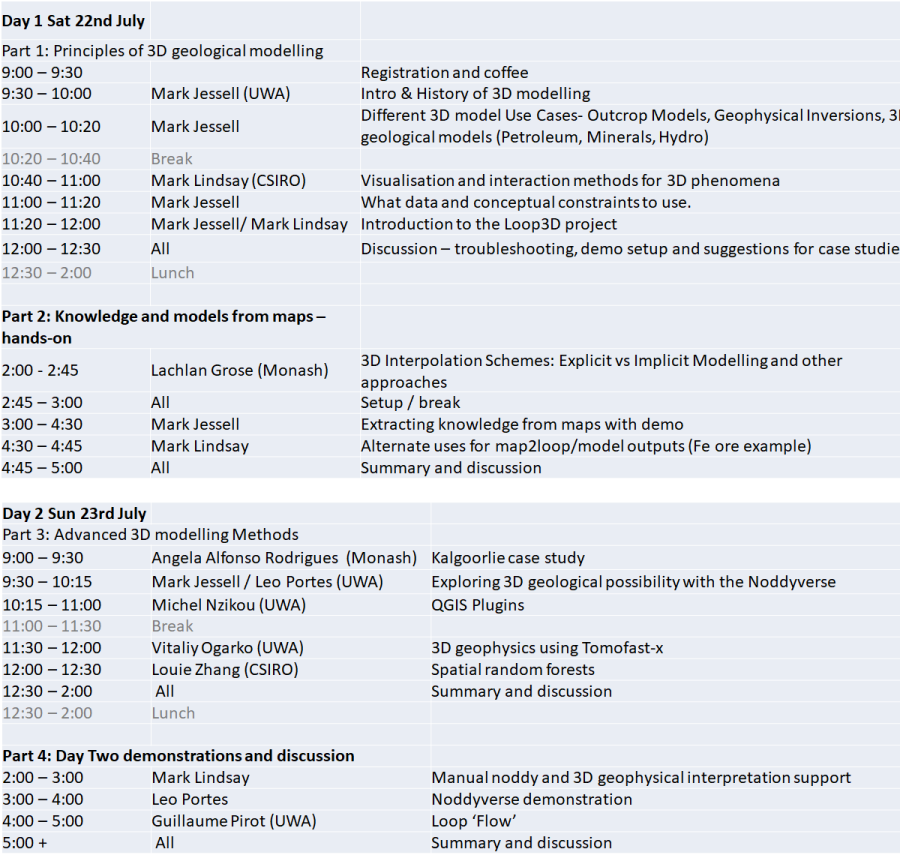 Day 1 Sat 22nd July
Part 1: Principles of 3D geological modelling
9:00 – 9:30 Registration and coffee
9:30 – 10:00 Mark Jessell (UWA) Intro & History of 3D modelling
10:00 – 10:20 Mark Jessell Different 3D model Use Cases- Outcrop Models, Geophysical Inversions, 3D
geological models (Petroleum, Minerals, Hydro)
10:20 – 10:40 Break
10:40 – 11:00 Mark Lindsay (CSIRO) Visualisation and interaction methods for 3D phenomena
11:00 – 11:20 Mark Jessell What data and conceptual constraints to use.
11:20 – 12:00 Mark Jessell/ Mark Lindsay Introduction to the Loop3D project
12:00 – 12:30 All Discussion – troubleshooting, demo setup and suggestions for case studie
12:30 – 2:00 Lunch
Part 2: Knowledge and models from maps –
hands-on
2:00 - 2:45 Lachlan Grose (Monash) 3D Interpolation Schemes: Explicit vs Implicit Modelling and other
approaches
2:45 – 3:00 All Setup / break
3:00 – 4:30 Mark Jessell Extracting knowledge from maps with demo
4:30 – 4:45 Mark Lindsay Alternate uses for map2loop/model outputs (Fe ore example)
4:45 – 5:00 All Summary and discussion
Day 2 Sun 23rd July
Part 3: Advanced 3D modelling Methods
9:00 – 9:30 Angela Alfonso Rodrigues (Monash) Kalgoorlie case study
9:30 – 10:15 Mark Jessell / Leo Portes (UWA) Exploring 3D geological possibility with the Noddyverse
10:15 – 11:00 Michel Nzikou (UWA) QGIS Plugins
11:00 – 11:30 Break
11:30 – 12:00 Vitaliy Ogarko (UWA) 3D geophysics using Tomofast-x
12:00 – 12:30 Louie Zhang (CSIRO) Spatial random forests
12:30 – 2:00 All Summary and discussion
12:30 – 2:00 Lunch
Part 4: Day Two demonstrations and discussion
2:00 – 3:00 Mark Lindsay Manual noddy and 3D geophysical interpretation support
3:00 – 4:00 Leo Portes Noddyverse demonstration
4:00 – 5:00 Guillaume Pirot (UWA) Loop ‘Flow’
5:00 + All Summary and discussion